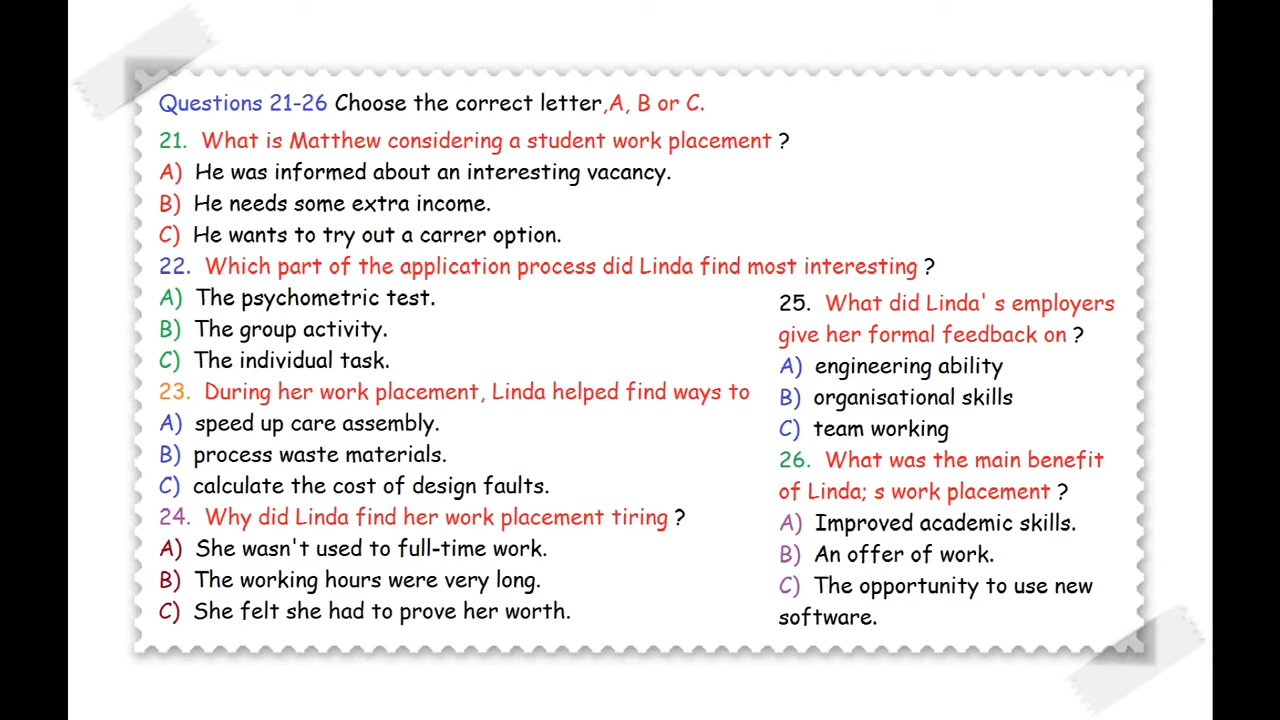 Questions 21-26 Choose the correct letter,A, B or C.
21. What is Matthew considering a student work placement ?
A) He was informed about an interesting vacancy.
B) He needs some extra income.
C) He wants to try out a carrer option.
22. Which part of the application process did Linda find most interesting ?
A) The psychometric test.
B) The group activity.
C) The individual task.
23. During her work placement, Linda helped find ways to
A) speed up care assembly.
B) process waste materials.
C) calculate the cost of design faults.
24. Why did Linda find her work placement tiring ?
A) She wasn't used to full-time work.
B) The working hours were very long.
C) She felt she had to prove her worth.
25. What did Linda' s employers
give her formal feedback on ?
A) engineering ability
B) organisational skills
C) team working
26. What was the main benefit
of Linda; s work placement ?
A) Improved academic skills.
B) An offer of work.
C) The opportunity to use new
software.